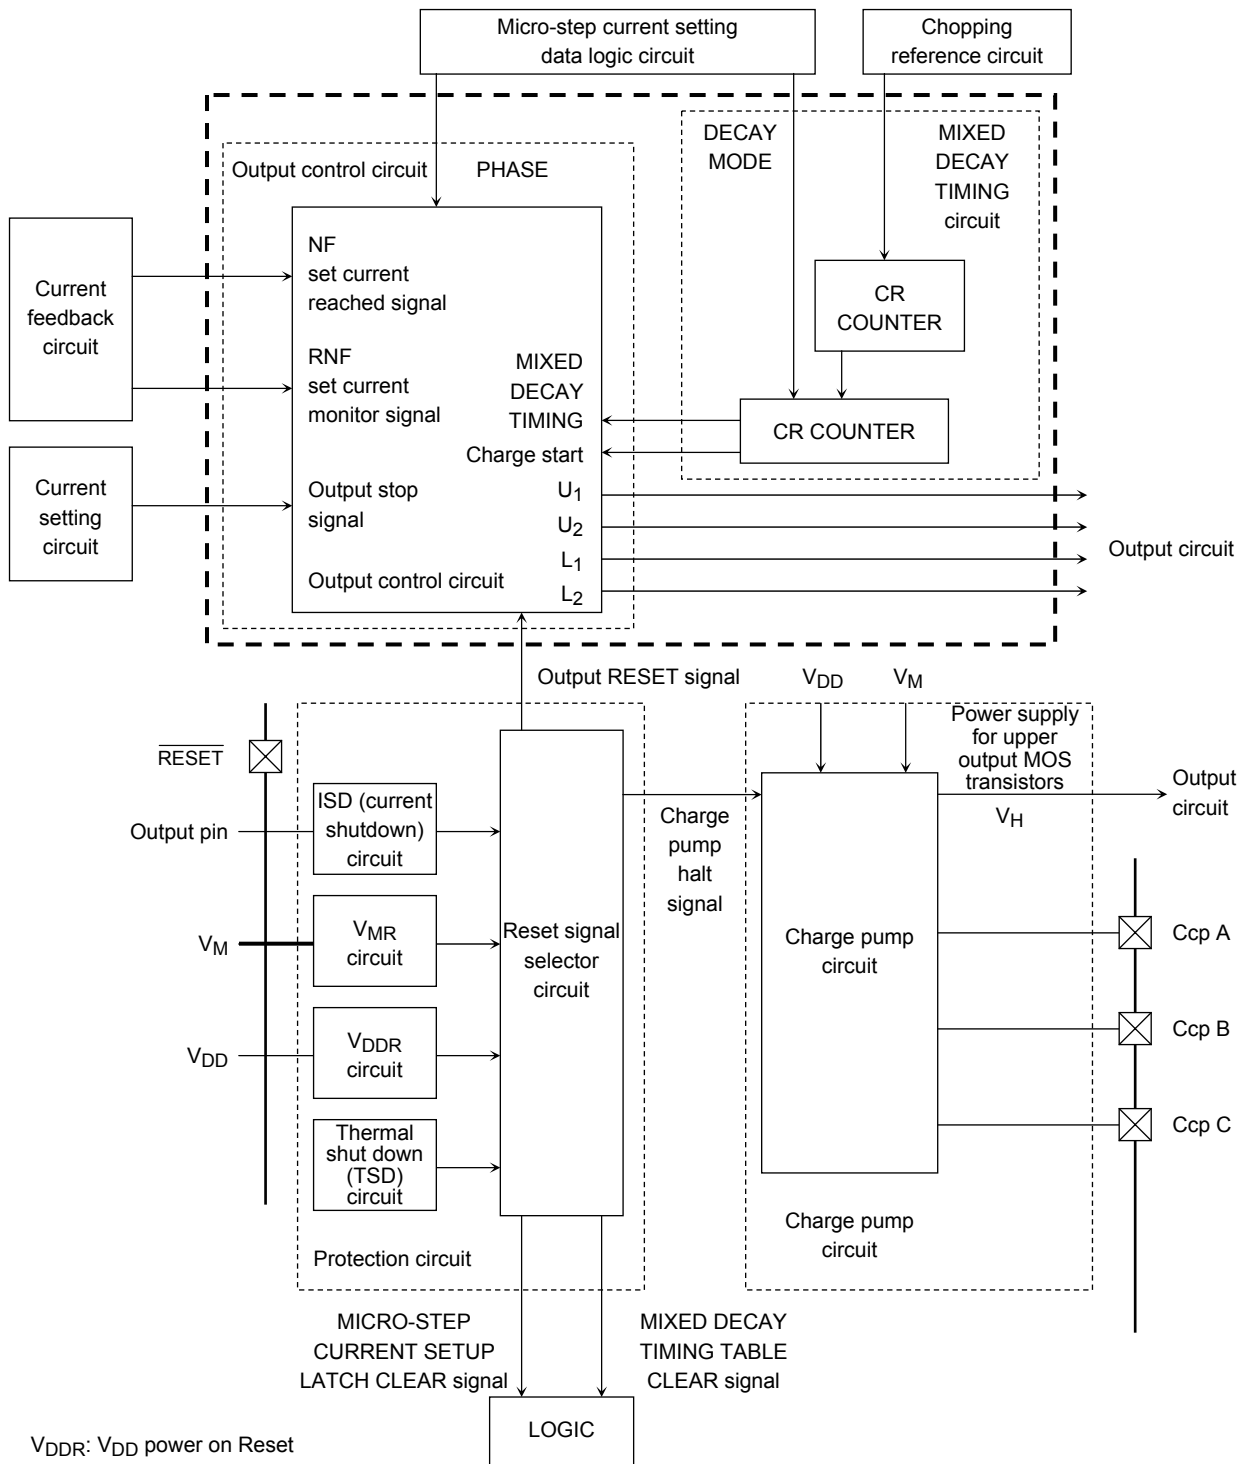 Micro-step current setting
data logic circuit
Chopping
reference circuit
DECAY
MODE
MIXED
DECAY
TIMING
circuit
Output control circuit
PHASE
NF
set current
reached signal
Current
feedback
circuit
CR
COUNTER
RNF
set current
monitor signal
MIXED
DECAY
TIMING
CR COUNTER
Charge start
Current
setting
circuit
Output stop
signal
U1
U2
L1
L2
Output circuit
Output control circuit
Output RESET signal
VDD
VM
RESET
Power supply
for upper
output MOS
transistors
VH
Output
circuit
Output pin
ISD (current
shutdown)
circuit
Charge
pump
halt
signal
VM
VMR
circuit
Reset signal
selector
circuit
Charge pump
circuit
Ccp A
VDD
VDDR
circuit
Ccp B
Thermal
shut down
(TSD)
circuit
Ccp C
Protection circuit
Charge pump
circuit
MICRO-STEP
CURRENT SETUP
LATCH CLEAR signal
MIXED DECAY
TIMING TABLE
CLEAR signal
LOGIC
VDDR: VDD power on Reset